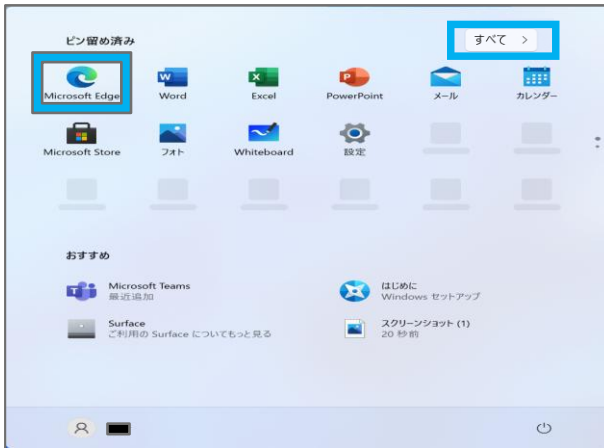 ピン留め済み
すべて >
Microsoft Edge
Word
Excel
PowerPoint
メール
カレンダー
Microsoft Store
フォト
Whiteboard
設定
おすすめ
Microsoft Teams
最近追加
はじめに
Windows セットアップ
Surface
ご利用の Surface についてもっと見る
スクリーンショット (1)
20 秒前